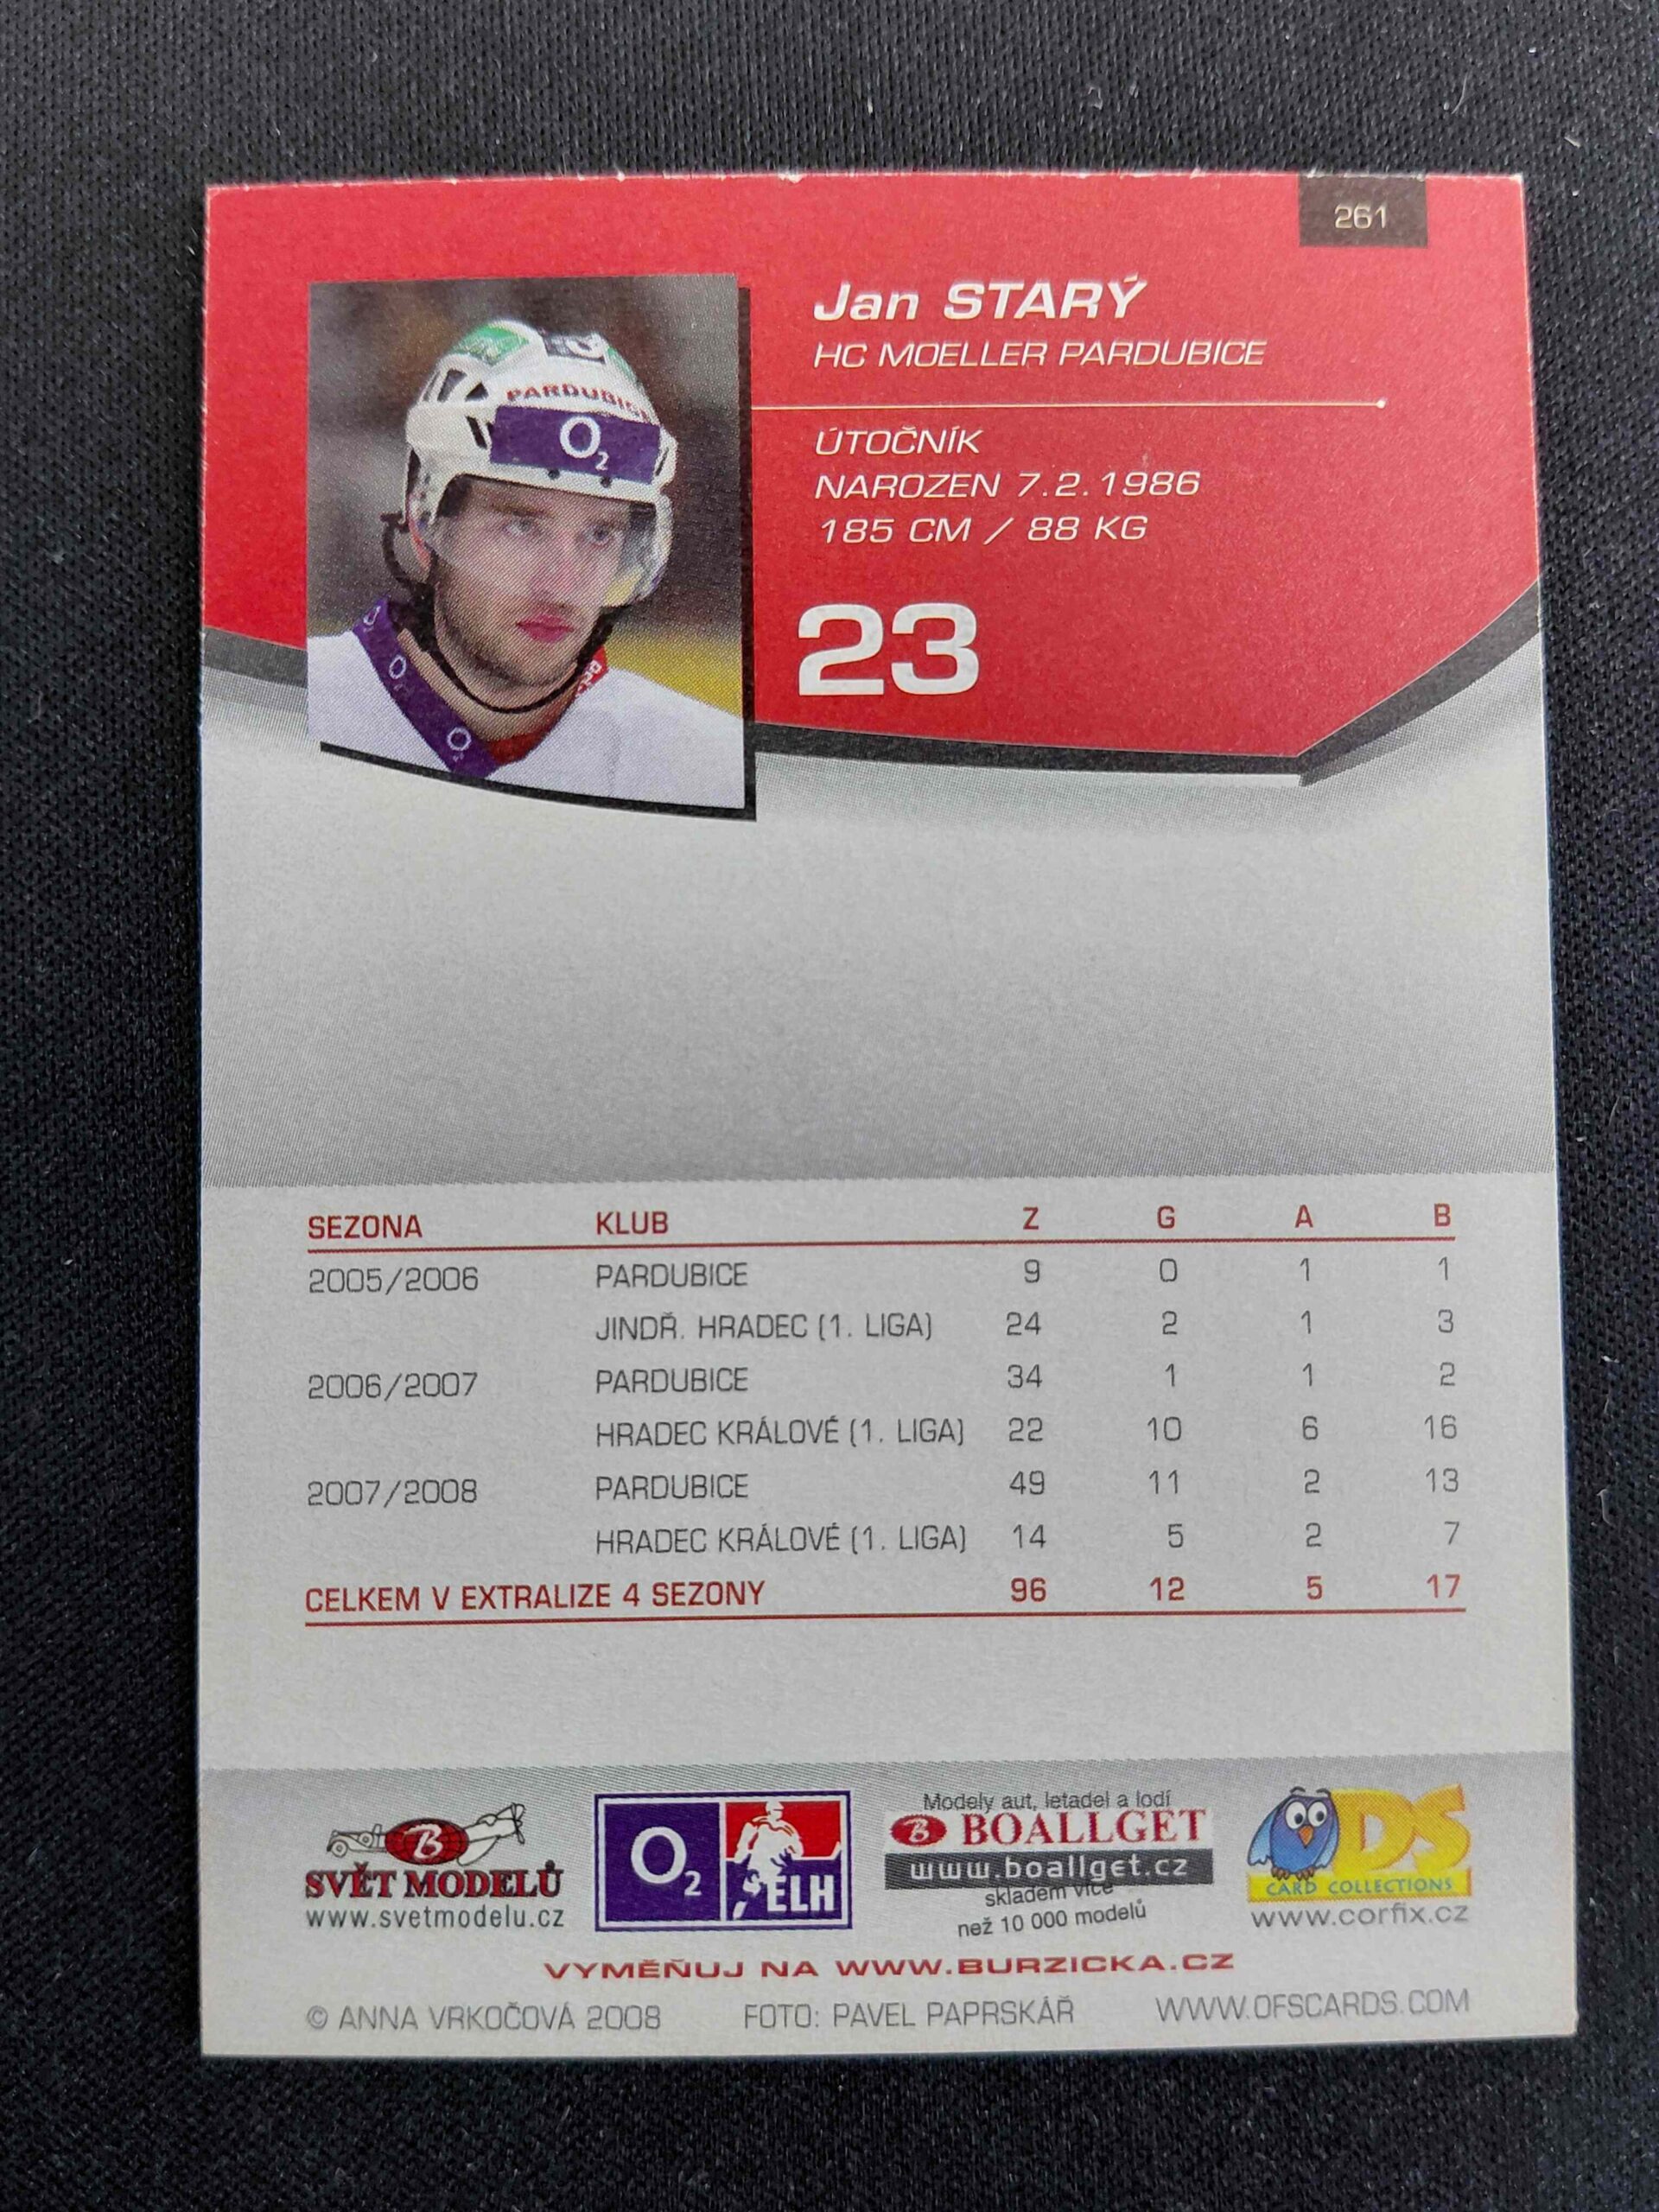 261
Jan STARÝ
HC MOELLER PARDUBICE
PARDUBICE
O2
ÚTOČNÍK
NAROZEN 7.2.1986
185 CM / 88 KG
23
SEZONA KLUB Z G A B
2005/2006 PARDUBICE 9 0 1 1
JINDŘ. HRADEC (1. LIGA) 24 2 1 3
2006/2007 PARDUBICE 34 1 1 2
HRADEC KRÁLOVÉ (1. LIGA) 22 10 6 16
2007/2008 PARDUBICE 49 11 2 13
HRADEC KRÁLOVÉ (1. LIGA) 14 5 2 7
CELKEM V EXTRALIZE 4 SEZONY 96 12 5 17
B
SVĚT MODELŮ
www.svetmodelu.cz
O2 ELH
Modely aut, letadel a lodí
B BOALLGET
www.boallget.cz
skladem více
než 10 000 modelů
DS
CARD COLLECTIONS
www.corfix.cz
VYMĚŇUJ NA WWW.BURZICKA.CZ
© ANNA VRKOČOVÁ 2008 FOTO: PAVEL PAPRSKÁŘ WWW.OFSCARDS.COM